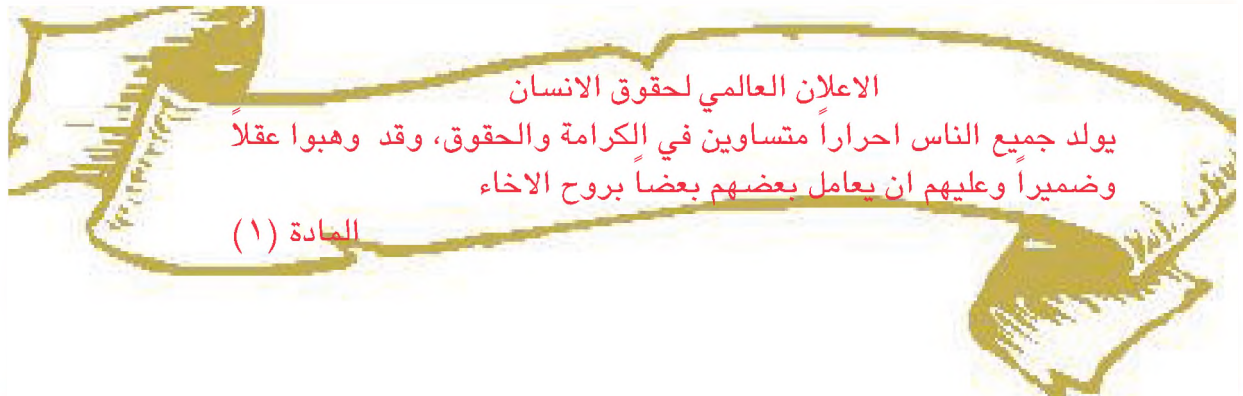 الاعلان العالمي لحقوق الانسان
يولد جميع الناس احراراً متساوين في الكرامة والحقوق، وقد وهبوا عقلاً
وضميراً وعليهم ان يعامل بعضهم بعضاً بروح الاخاء
المادة (١)